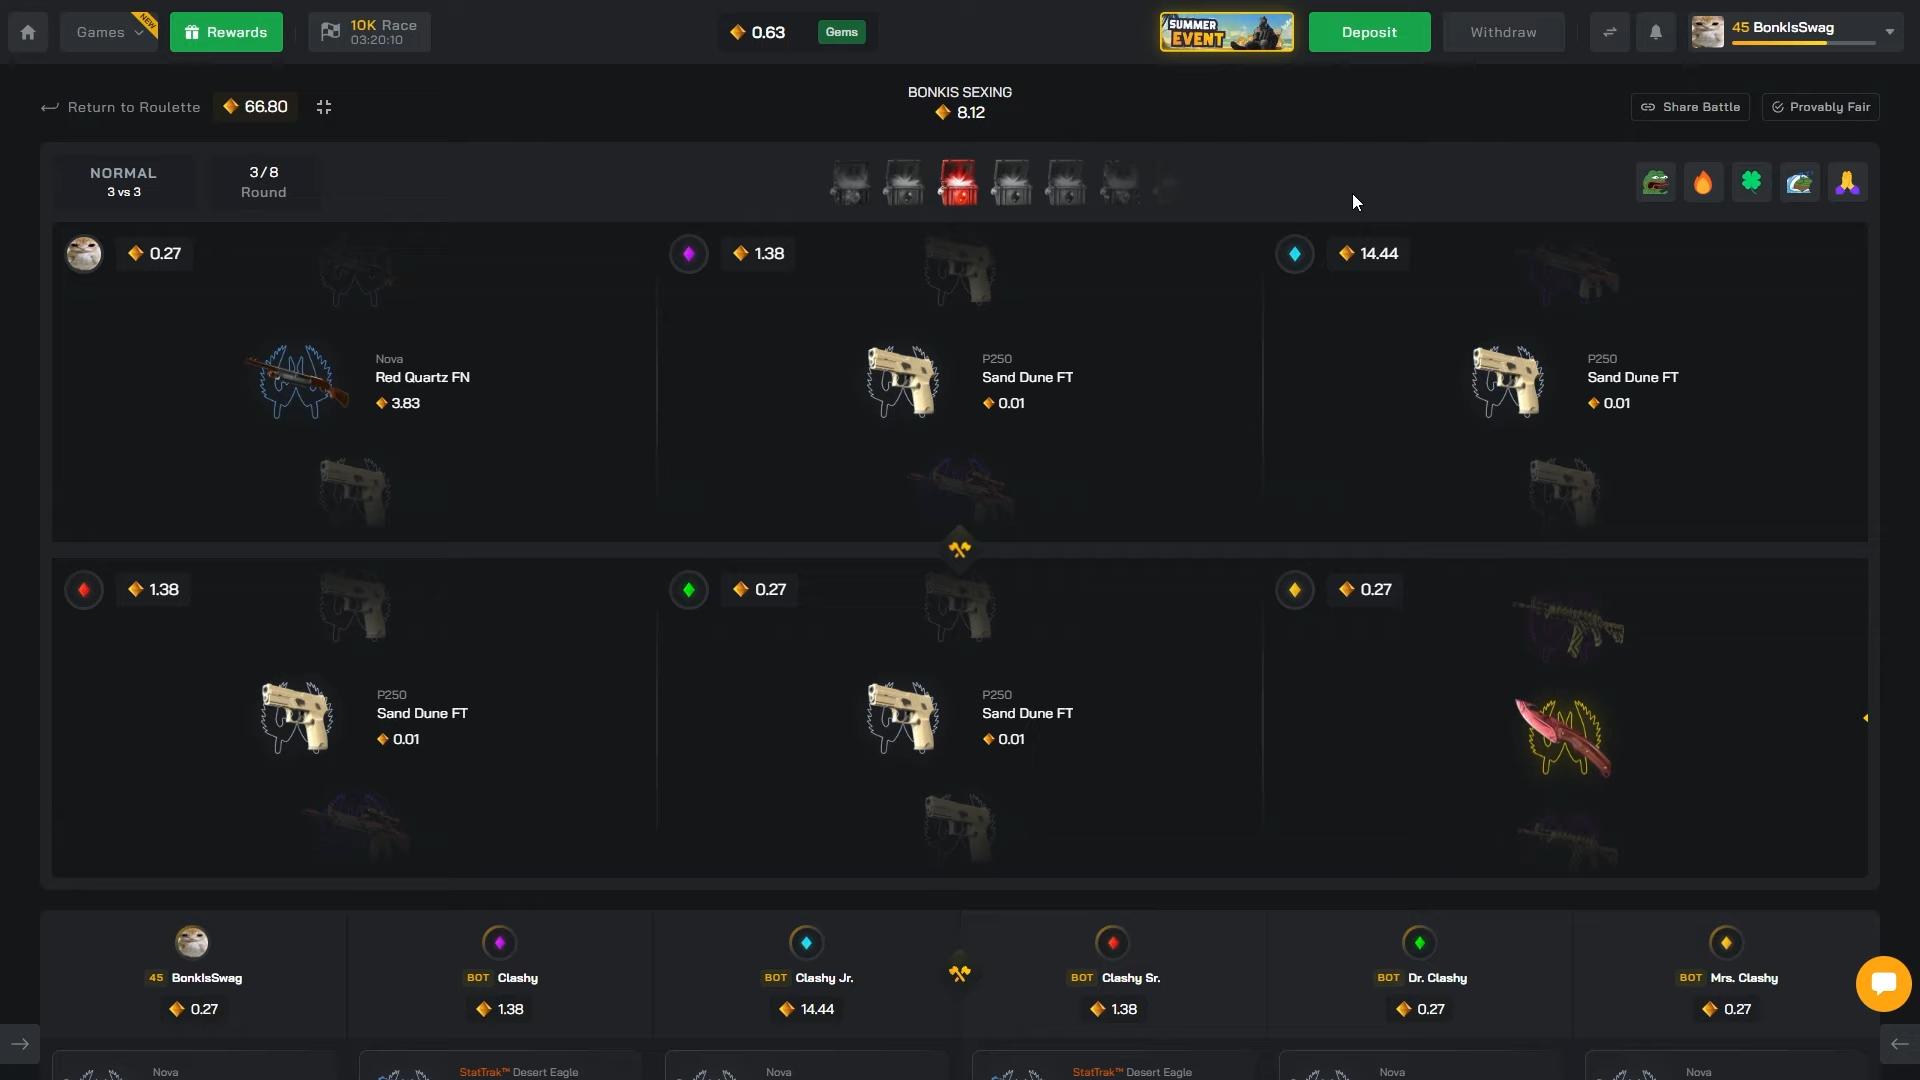 Games
NEW
Rewards
10K Race
03:20:10
0.63
Gems
SUMMER
EVENT
Deposit
Withdraw
45 BonkIsSwag
Return to Roulette
66.80
BONKIS SEXING
8.12
Share Battle
Provably Fair
NORMAL
3 vs 3
3/8
Round
0.27
1.38
14.44
Nova
Red Quartz FN
3.83
P250
Sand Dune FT
0.01
P250
Sand Dune FT
0.01
1.38
0.27
0.27
P250
Sand Dune FT
0.01
P250
Sand Dune FT
0.01
45 BonkIsSwag
0.27
BOT Clashy
1.38
BOT Clashy Jr.
14.44
BOT Clashy Sr.
1.38
BOT Dr. Clashy
0.27
BOT Mrs. Clashy
0.27
Nova
StatTrak™ Desert Eagle
Nova
StatTrak™ Desert Eagle
Nova
Nova